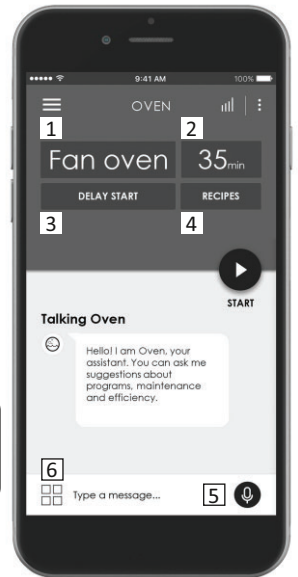 9:41 AM 100%
OVEN
1 2
Fan oven 35min
DELAY START RECIPES
3 4
START
Talking Oven
Hello! I am Oven, your
assistant. You can ask me
suggestions about
programs, maintenance
and efficiency.
6
Type a message... 5